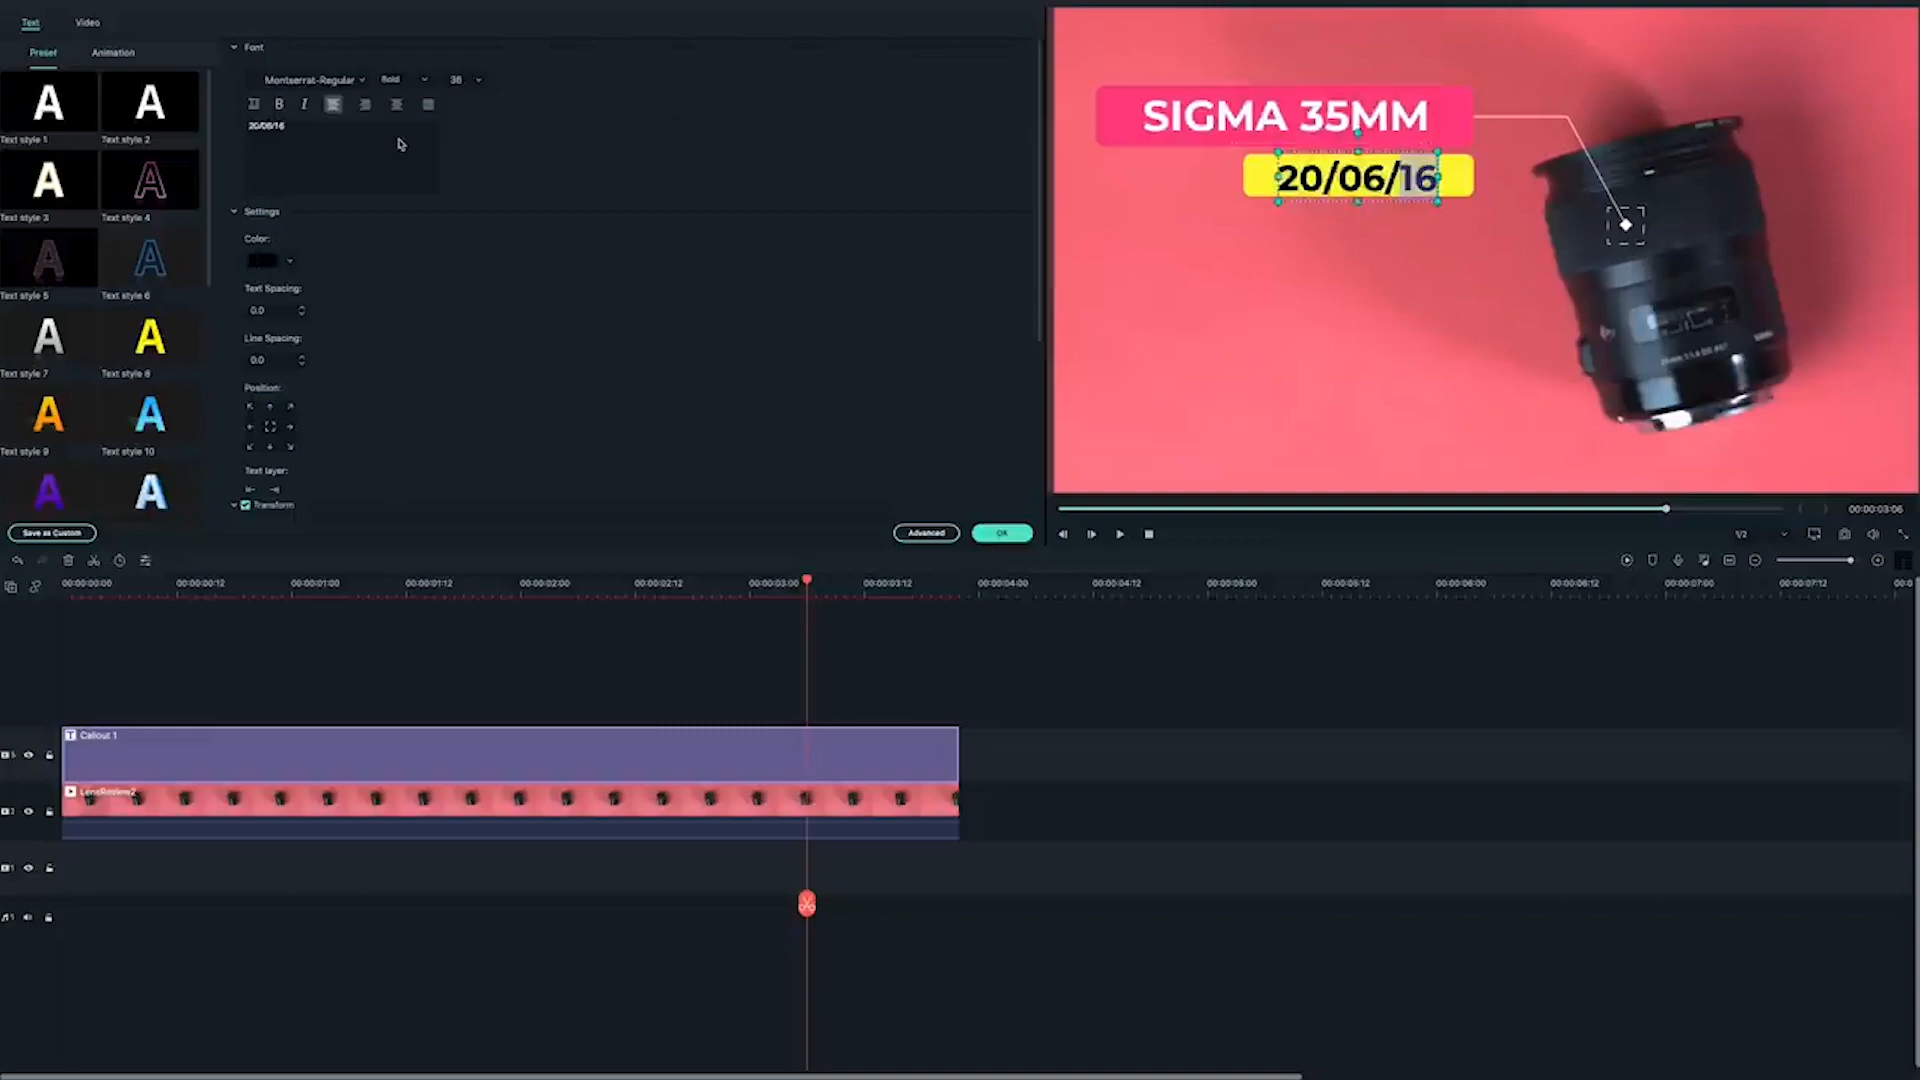 Text Video
Preset Animation
Font
Montserrat-Regular Bold 36
B I
20/06/16
A A
Text style 1 Text style 2
A A
Text style 3 Text style 4
A A
Text style 5 Text style 6
A A
Text style 7 Text style 8
A A
Text style 9 Text style 10
A A
Settings
Color:
Text Spacing:
0.0
Line Spacing:
0.0
Position:
Text layer:
Transform
Save as Custom Advanced OK
SIGMA 35MM
20/06/16
00:00:03:06
1/2
00:00:00:00 00:00:00:12 00:00:01:00 00:00:01:12 00:00:02:00 00:00:02:12 00:00:03:00 00:00:03:12 00:00:04:00 00:00:04:12 00:00:05:00 00:00:05:12 00:00:06:00 00:00:06:12 00:00:07:00 00:00:07:12
T Callout 1
LensReview2